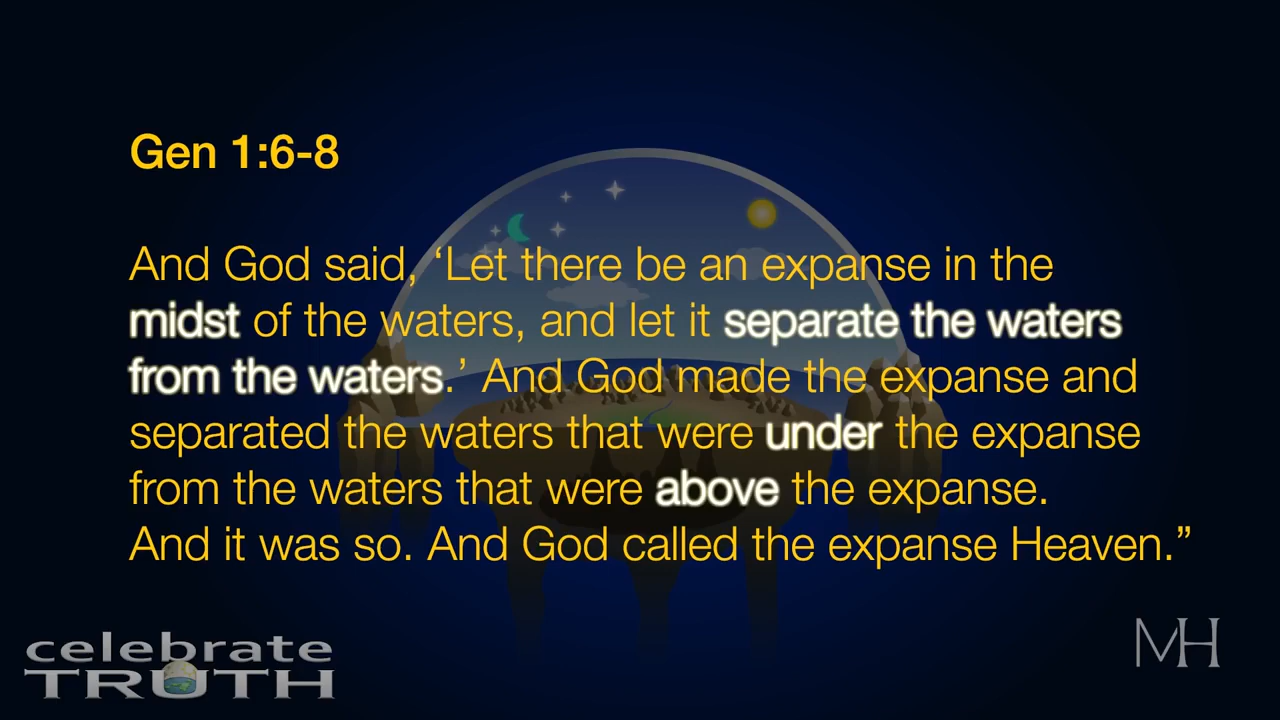 Gen 1:6-8
And God said, ‘Let there be an expanse in the
midst of the waters, and let it separate the waters
from the waters.’ And God made the expanse and
separated the waters that were under the expanse
from the waters that were above the expanse.
And it was so. And God called the expanse Heaven.”
celebrate
TRUTH
MH